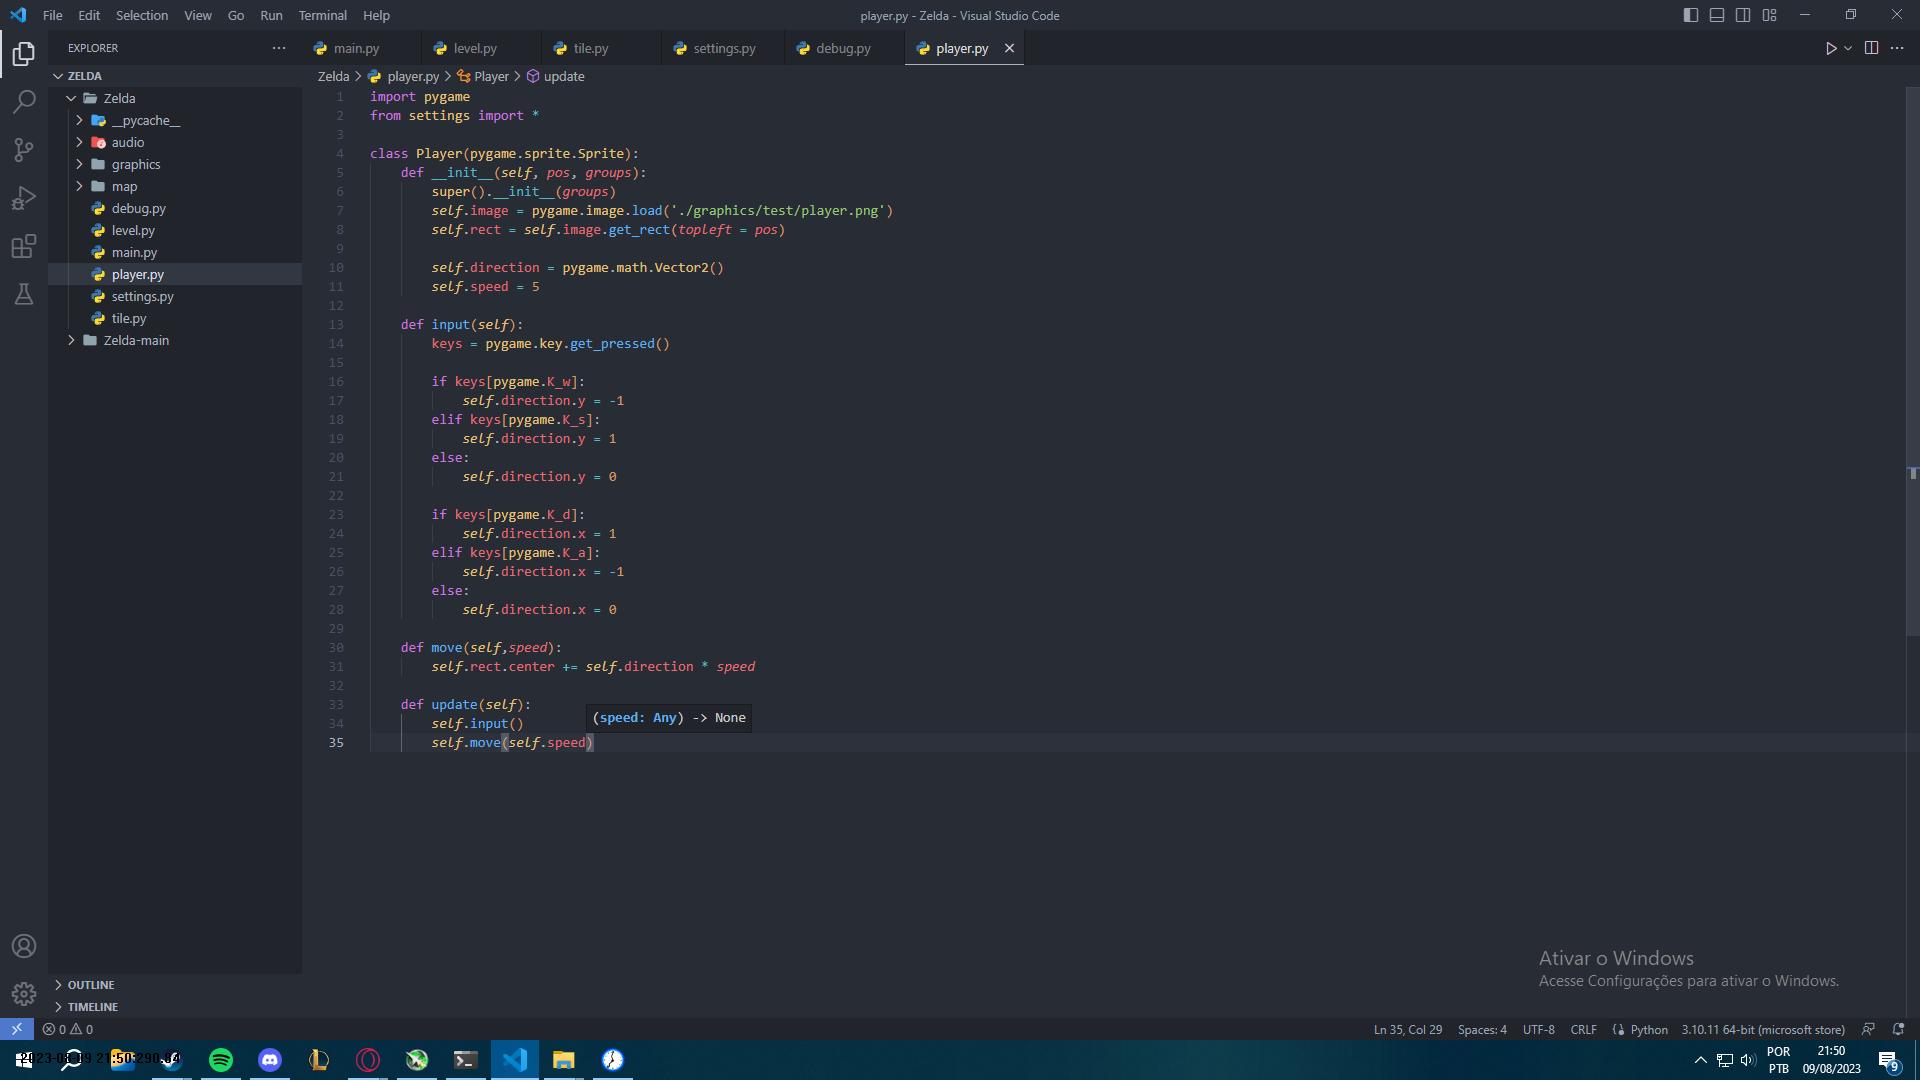 File Edit Selection View Go Run Terminal Help
player.py - Zelda - Visual Studio Code
EXPLORER
main.py level.py tile.py settings.py debug.py player.py
ZELDA
Zelda
__pycache__
audio
graphics
map
debug.py
level.py
main.py
player.py
settings.py
tile.py
Zelda-main
OUTLINE
TIMELINE
Zelda > player.py > Player > update
1 import pygame
2 from settings import *
3
4 class Player(pygame.sprite.Sprite):
5 def __init__(self, pos, groups):
6 super().__init__(groups)
7 self.image = pygame.image.load('./graphics/test/player.png')
8 self.rect = self.image.get_rect(topleft = pos)
9
10 self.direction = pygame.math.Vector2()
11 self.speed = 5
12
13 def input(self):
14 keys = pygame.key.get_pressed()
15
16 if keys[pygame.K_w]:
17 self.direction.y = -1
18 elif keys[pygame.K_s]:
19 self.direction.y = 1
20 else:
21 self.direction.y = 0
22
23 if keys[pygame.K_d]:
24 self.direction.x = 1
25 elif keys[pygame.K_a]:
26 self.direction.x = -1
27 else:
28 self.direction.x = 0
29
30 def move(self,speed):
31 self.rect.center += self.direction * speed
32
33 def update(self):
34 self.input()
(speed: Any) -> None
35 self.move(self.speed)
Ativar o Windows
Acesse Configurações para ativar o Windows.
0 0
Ln 35, Col 29 Spaces: 4 UTF-8 CRLF Python 3.10.11 64-bit (microsoft store)
2023-08-09 21:50:290.84
POR
PTB
21:50
09/08/2023
9